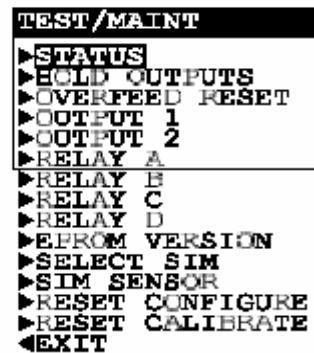 TEST/MAINT
▶STATUS
▶HOLD OUTPUTS
▶OVERFEED RESET
▶OUTPUT 1
▶OUTPUT 2
▶RELAY A
▶RELAY B
▶RELAY C
▶RELAY D
▶EPROM VERSION
▶SELECT SIM
▶SIM SENSOR
▶RESET CONFIGURE
▶RESET CALIBRATE
◀EXIT